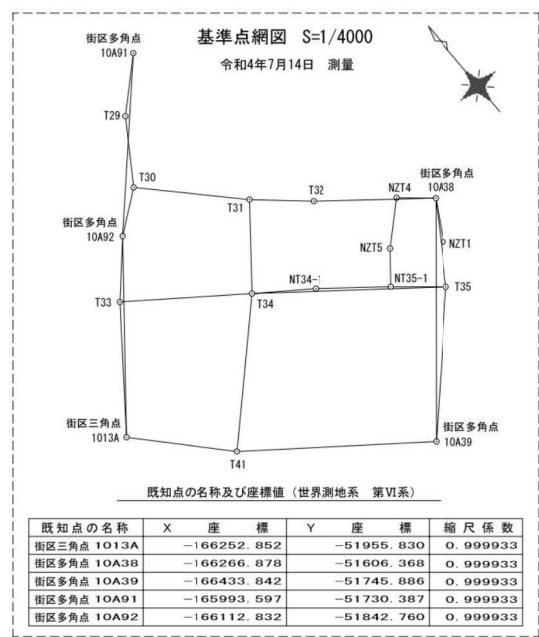 基準点網図 S=1/4000
令和4年7月14日 測量
街区多角点
10A91
T29
T30
T31
T32
NZT4
街区多角点
10A38
街区多角点
10A92
NZT5
NZT1
T33
T34
NT34-1
NT35-1
T35
街区三角点
1013A
T41
街区多角点
10A39
既知点の名称及び座標値（世界測地系 第Ⅵ系）
既知点の名称 X 座標 Y 座標 縮尺係数
街区三角点 1013A -166252.852 -51955.830 0.999933
街区多角点 10A38 -166266.878 -51606.368 0.999933
街区多角点 10A39 -166433.842 -51745.886 0.999933
街区多角点 10A91 -165993.597 -51730.387 0.999933
街区多角点 10A92 -166112.832 -51842.760 0.999933